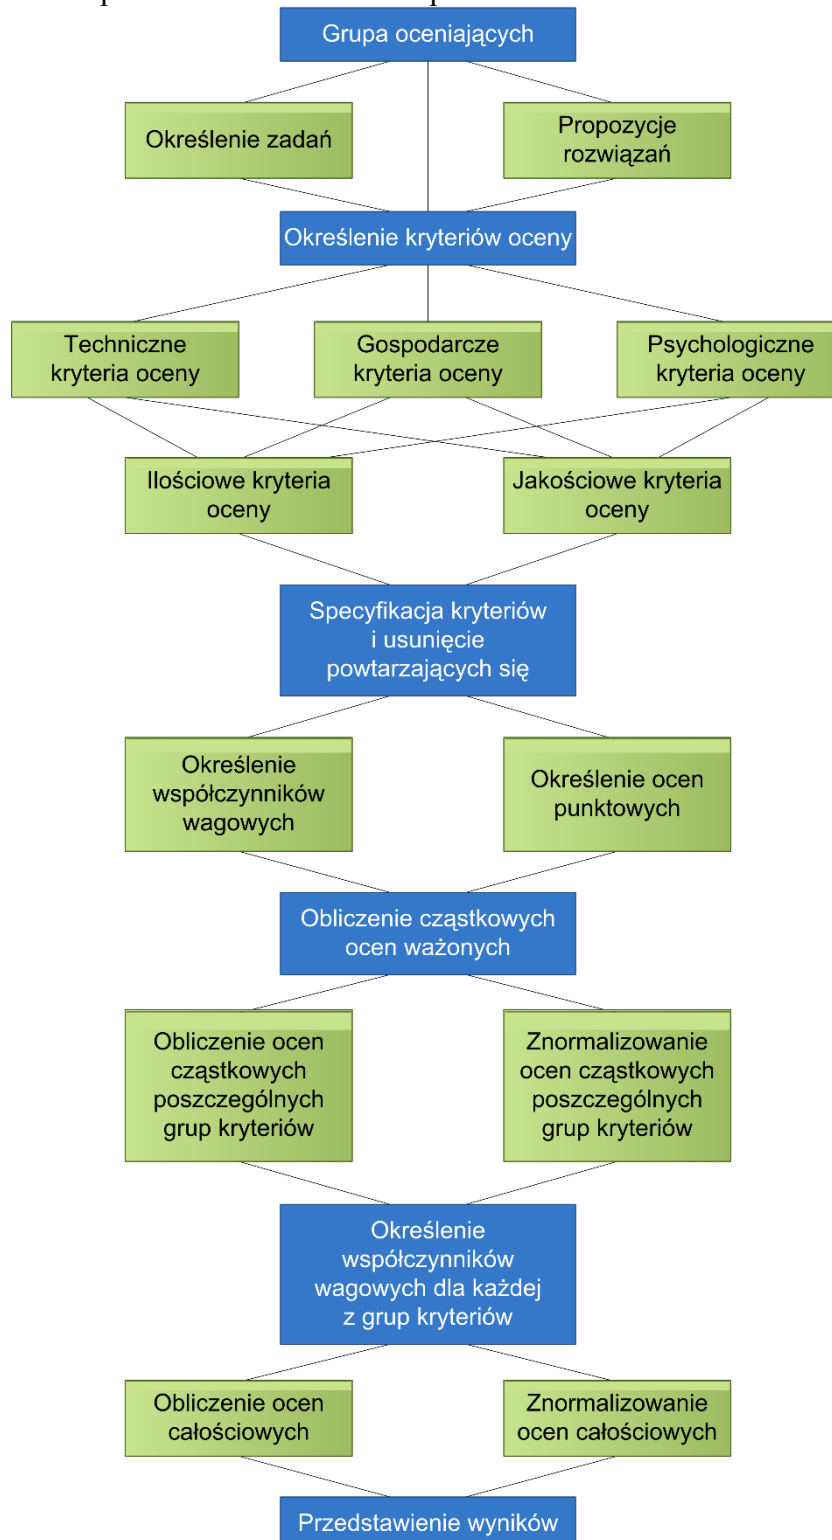 Grupa oceniających
Określenie zadań
Propozycje
rozwiązań
Określenie kryteriów oceny
Techniczne
kryteria oceny
Gospodarcze
kryteria oceny
Psychologiczne
kryteria oceny
Ilościowe kryteria
oceny
Jakościowe kryteria
oceny
Specyfikacja kryteriów
i usunięcie
powtarzających się
Określenie
współczynników
wagowych
Określenie ocen
punktowych
Obliczenie cząstkowych
ocen ważonych
Obliczenie ocen
cząstkowych
poszczególnych
grup kryteriów
Znormalizowanie
ocen cząstkowych
poszczególnych
grup kryteriów
Określenie
współczynników
wagowych dla każdej
z grup kryteriów
Obliczenie ocen
całościowych
Znormalizowanie
ocen całościowych
Przedstawienie wyników